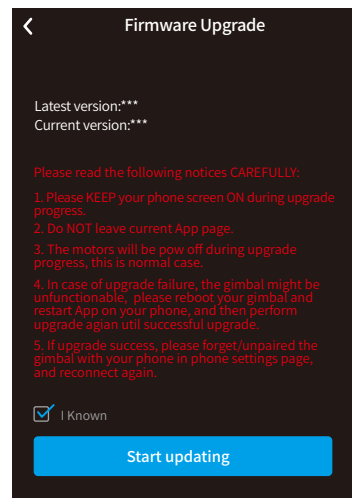 Firmware Upgrade
Latest version:***
Current version:***
Please read the following notices CAREFULLY:
1. Please KEEP your phone screen ON during upgrade
progress.
2. Do NOT leave current App page.
3. The motors will be pow off during upgrade
progress, this is normal case.
4. In case of upgrade failure, the gimbal might be
unfunctionable,  please reboot your gimbal and
restart App on your phone, and then perform
upgrade agian util successful upgrade.
5. If upgrade success, please forget/unpaired the
gimbal with your phone in phone settings page,
and reconnect again.
I Known
Start updating